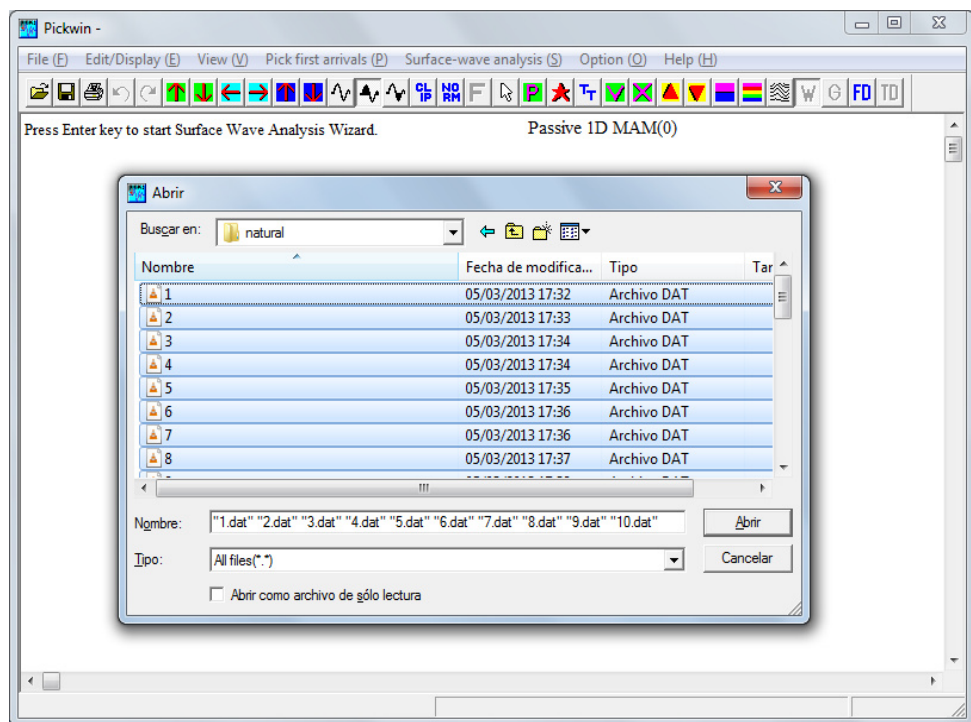 Pickwin -
File (F) Edit/Display (E) View (V) Pick first arrivals (P) Surface-wave analysis (S) Option (O) Help (H)
CL IP NO RM F P TT W G FD TD
Press Enter key to start Surface Wave Analysis Wizard. Passive 1D MAM(0)
Abrir
Buscar en: natural
Nombre Fecha de modifica... Tipo Tar
1 05/03/2013 17:32 Archivo DAT
2 05/03/2013 17:33 Archivo DAT
3 05/03/2013 17:34 Archivo DAT
4 05/03/2013 17:34 Archivo DAT
5 05/03/2013 17:35 Archivo DAT
6 05/03/2013 17:36 Archivo DAT
7 05/03/2013 17:36 Archivo DAT
8 05/03/2013 17:37 Archivo DAT
Nombre: "1.dat" "2.dat" "3.dat" "4.dat" "5.dat" "6.dat" "7.dat" "8.dat" "9.dat" "10.dat" Abrir
Tipo: All files(*.*) Cancelar
Abrir como archivo de sólo lectura